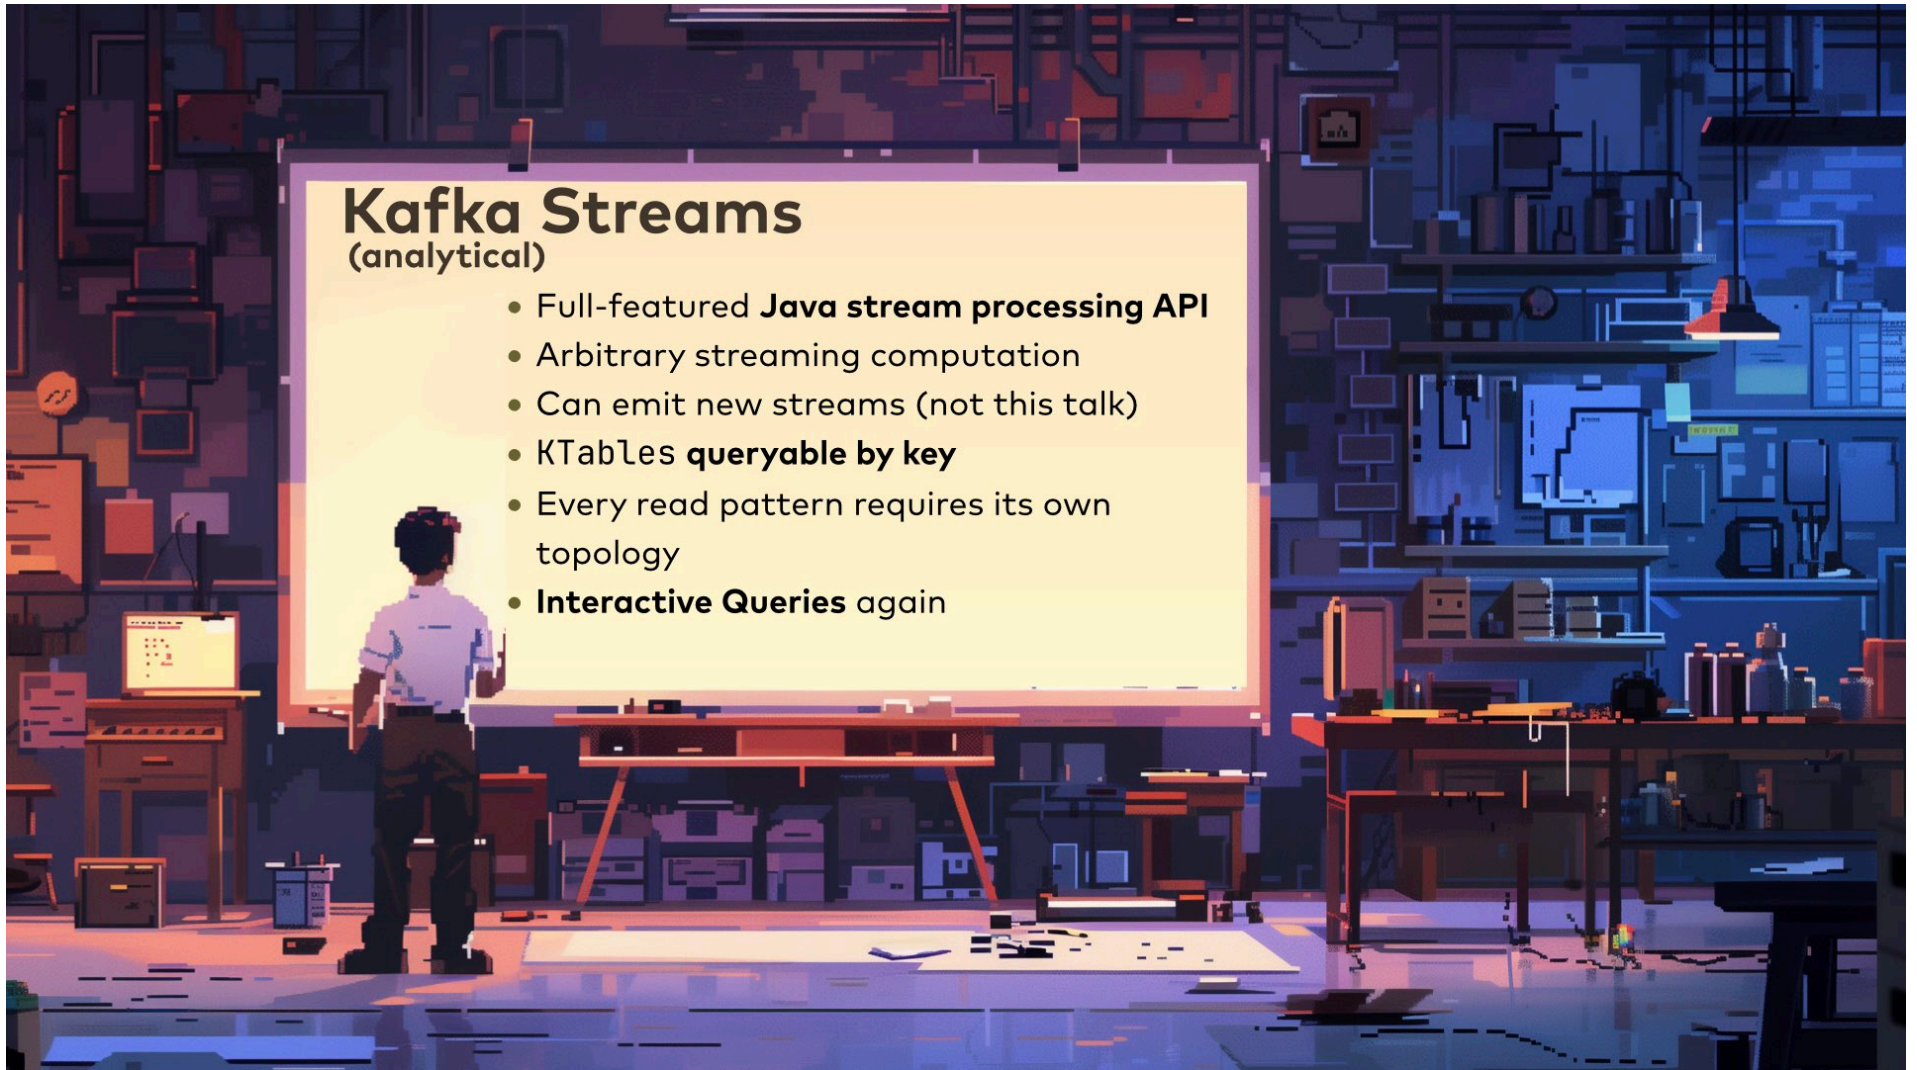 Kafka Streams
(analytical)
• Full-featured Java stream processing API
• Arbitrary streaming computation
• Can emit new streams (not this talk)
• KTables queryable by key
• Every read pattern requires its own
topology
• Interactive Queries again